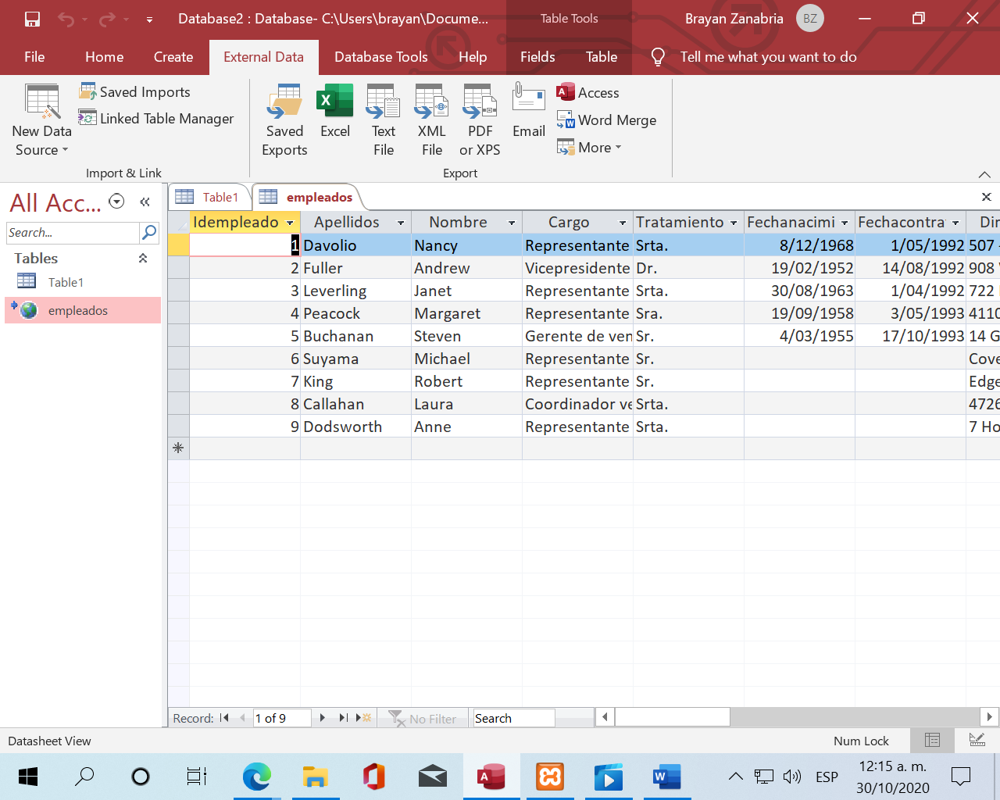 Database2 : Database- C:\Users\brayan\Docume...
Table Tools
Brayan Zanabria
BZ
File
Home
Create
External Data
Database Tools
Help
Fields
Table
Tell me what you want to do
New Data Source
Saved Imports
Linked Table Manager
Import & Link
Saved Exports
Excel
Text File
XML File
PDF or XPS
Email
Access
Word Merge
More
Export
All Acc...
Search...
Tables
Table1
empleados
Table1
empleados
Idempleado Apellidos Nombre Cargo Tratamiento Fechanacimi Fechacontra Dir
1 Davolio Nancy Representante Srta. 8/12/1968 1/05/1992 507
2 Fuller Andrew Vicepresidente Dr. 19/02/1952 14/08/1992 908
3 Leverling Janet Representante Srta. 30/08/1963 1/04/1992 722
4 Peacock Margaret Representante Sra. 19/09/1958 3/05/1993 4110
5 Buchanan Steven Gerente de ven Sr. 4/03/1955 17/10/1993 14 G
6 Suyama Michael Representante Sr. Cove
7 King Robert Representante Sr. Edge
8 Callahan Laura Coordinador ve Srta. 4726
9 Dodsworth Anne Representante Srta. 7 Ho
Record: 1 of 9 No Filter Search
Datasheet View
Num Lock
ESP
12:15 a. m.
30/10/2020